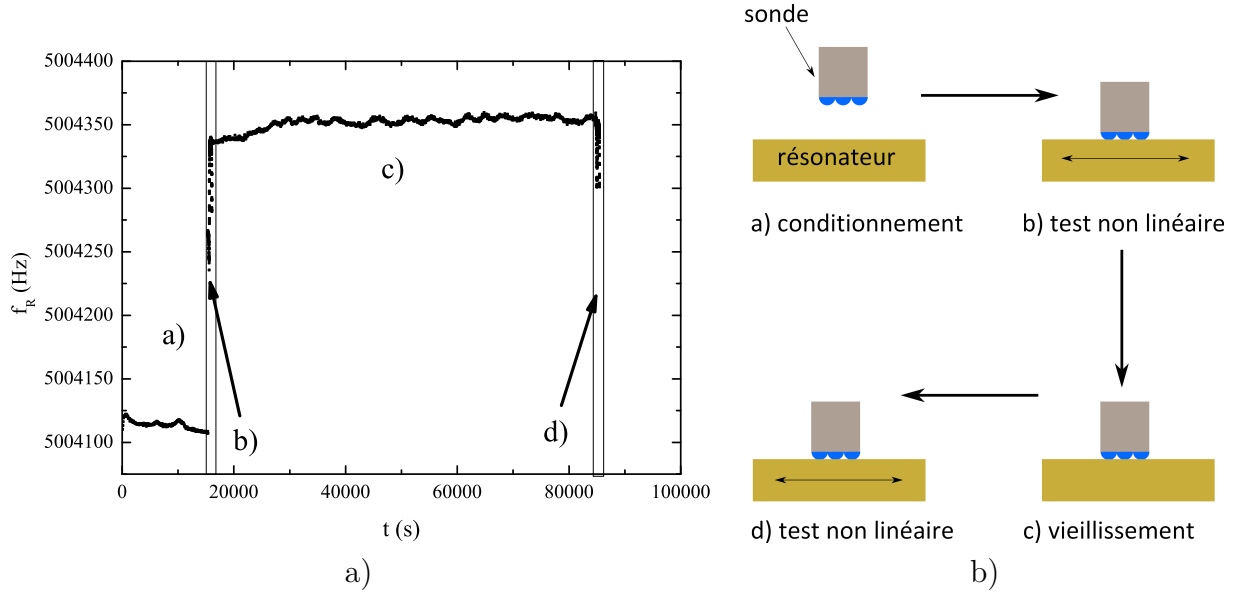 5004400
5004350
5004300
5004250
5004200
5004150
5004100
f_R (Hz)
a)
b)
c)
d)
0
20000
40000
60000
80000
100000
t (s)
a)
sonde
résonateur
a) conditionnement
b) test non linéaire
d) test non linéaire
c) vieillissement
b)